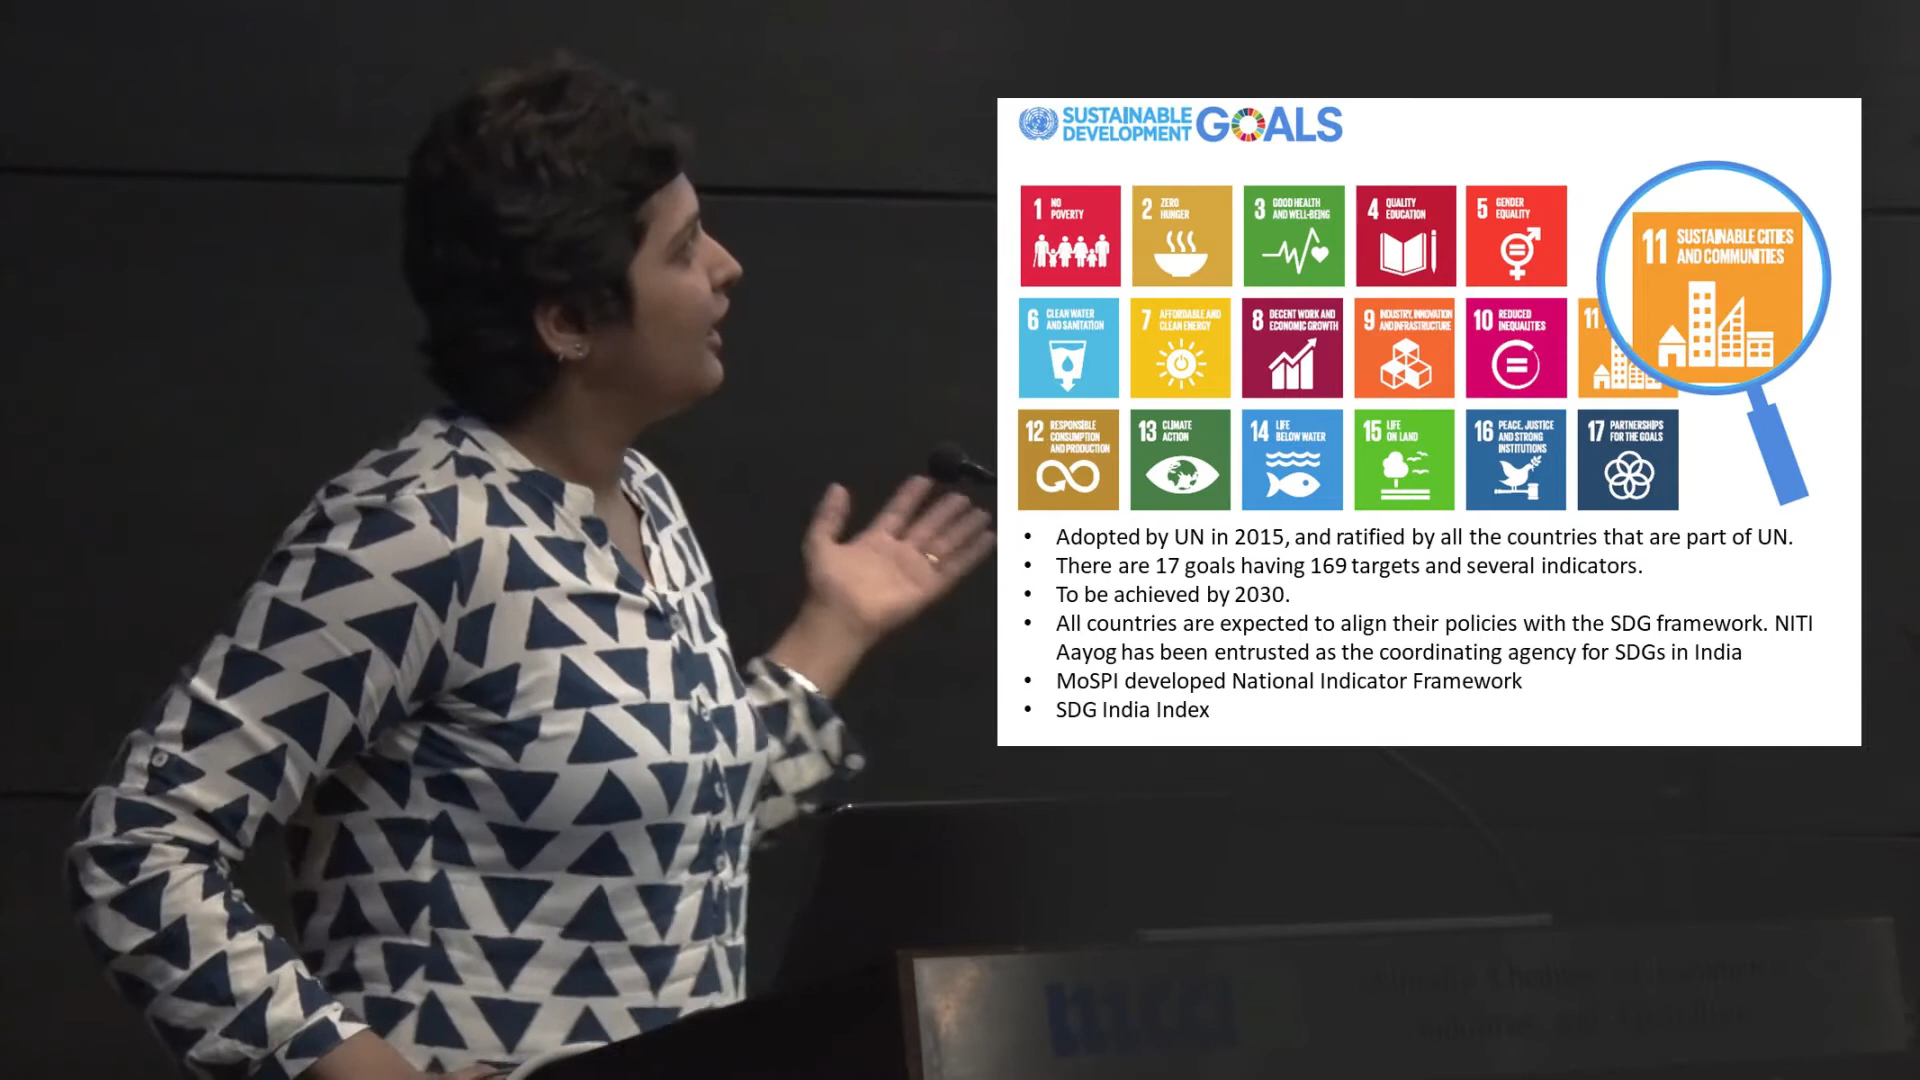 SUSTAINABLE
DEVELOPMENT GOALS
1 NO
POVERTY
2 ZERO
HUNGER
3 GOOD HEALTH
AND WELL-BEING
4 QUALITY
EDUCATION
5 GENDER
EQUALITY
11 SUSTAINABLE CITIES
AND COMMUNITIES
6 CLEAN WATER
AND SANITATION
7 AFFORDABLE AND
CLEAN ENERGY
8 DECENT WORK AND
ECONOMIC GROWTH
9 INDUSTRY, INNOVATION
AND INFRASTRUCTURE
10 REDUCED
INEQUALITIES
11
12 RESPONSIBLE
CONSUMPTION
AND PRODUCTION
13 CLIMATE
ACTION
14 LIFE
BELOW WATER
15 LIFE
ON LAND
16 PEACE, JUSTICE
AND STRONG
INSTITUTIONS
17 PARTNERSHIPS
FOR THE GOALS
• Adopted by UN in 2015, and ratified by all the countries that are part of UN.
• There are 17 goals having 169 targets and several indicators.
• To be achieved by 2030.
• All countries are expected to align their policies with the SDG framework. NITI
Aayog has been entrusted as the coordinating agency for SDGs in India
• MoSPI developed National Indicator Framework
• SDG India Index